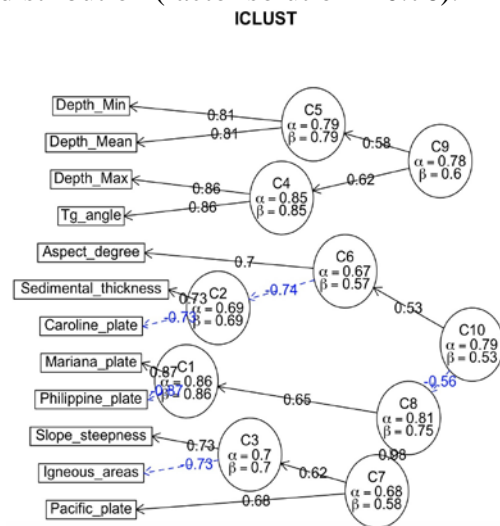 ICLUST
Depth_Min
0.81
C5
α = 0.79
β = 0.79
Depth_Mean
0.81
0.58
C9
α = 0.78
β = 0.6
Depth_Max
0.86
C4
α = 0.85
β = 0.85
0.62
Tg_angle
0.86
Aspect_degree
0.7
C6
α = 0.67
β = 0.57
Sedimental_thickness
0.73
C2
α = 0.69
β = 0.69
-0.74
Caroline_plate
-0.73
0.53
C10
α = 0.79
β = 0.53
Mariana_plate
0.87
C1
α = 0.86
β = 0.86
-0.56
Philippine_plate
-0.87
0.65
C8
α = 0.81
β = 0.75
Slope_steepness
0.73
C3
α = 0.7
β = 0.7
0.98
Igneous_areas
-0.73
0.62
C7
α = 0.68
β = 0.58
Pacific_plate
0.68